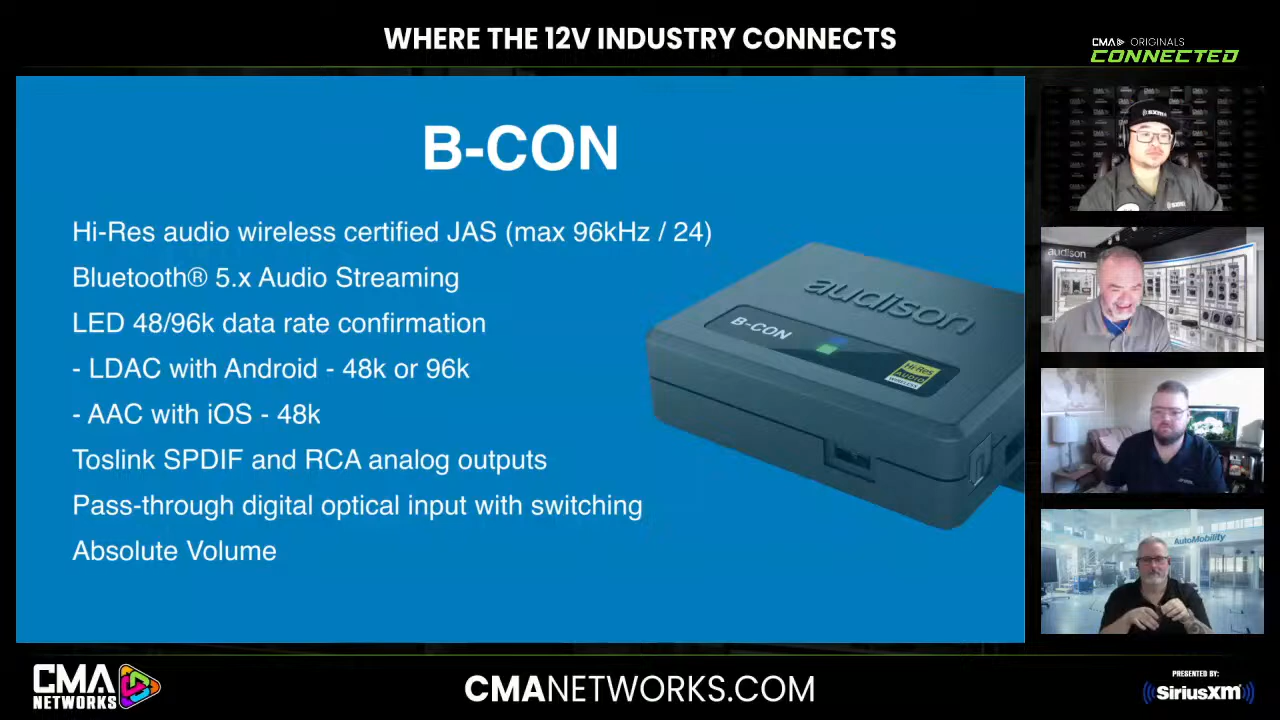 WHERE THE 12V INDUSTRY CONNECTS
CMA ORIGINALS
CONNECTED
B-CON
Hi-Res audio wireless certified JAS (max 96kHz / 24)
Bluetooth® 5.x Audio Streaming
LED 48/96k data rate confirmation
- LDAC with Android - 48k or 96k
- AAC with iOS - 48k
Toslink SPDIF and RCA analog outputs
Pass-through digital optical input with switching
Absolute Volume
audison
B-CON
Hi-Res
AUDIO
WIRELESS
audison
AutoMobility
CMA
NETWORKS
CMANETWORKS.COM
PRESENTED BY:
SiriusXM